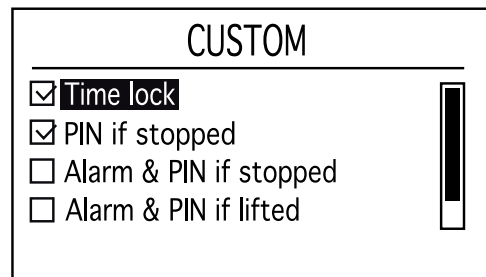 CUSTOM
Time lock
PIN if stopped
Alarm & PIN if stopped
Alarm & PIN if lifted